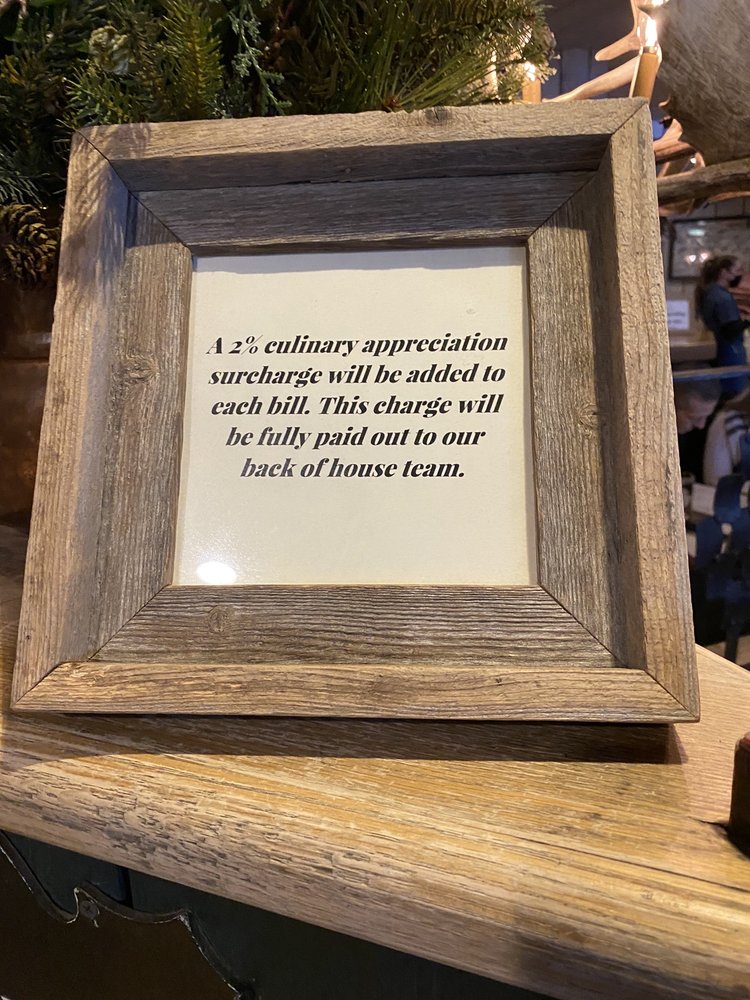 A 2% culinary appreciation
surcharge will be added to
each bill. This charge will
be fully paid out to our
back of house team.